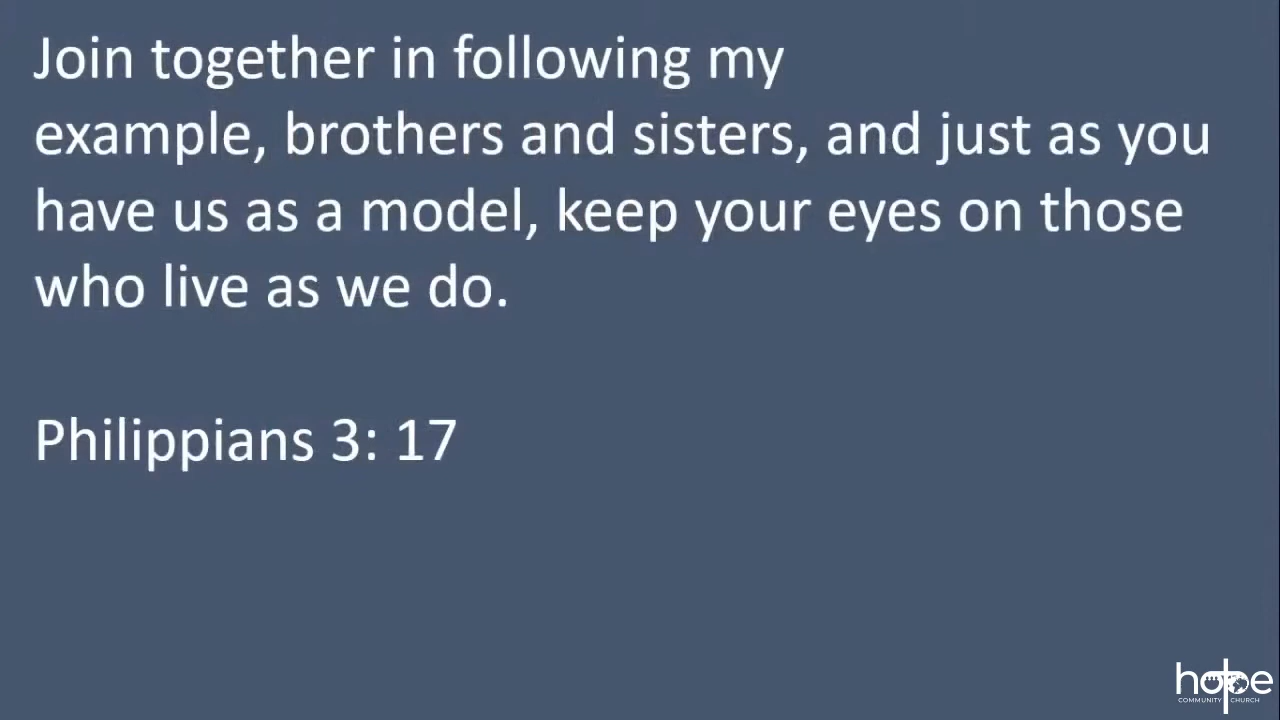 Join together in following my
example, brothers and sisters, and just as you
have us as a model, keep your eyes on those
who live as we do.
Philippians 3: 17
hope
COMMUNITY CHURCH